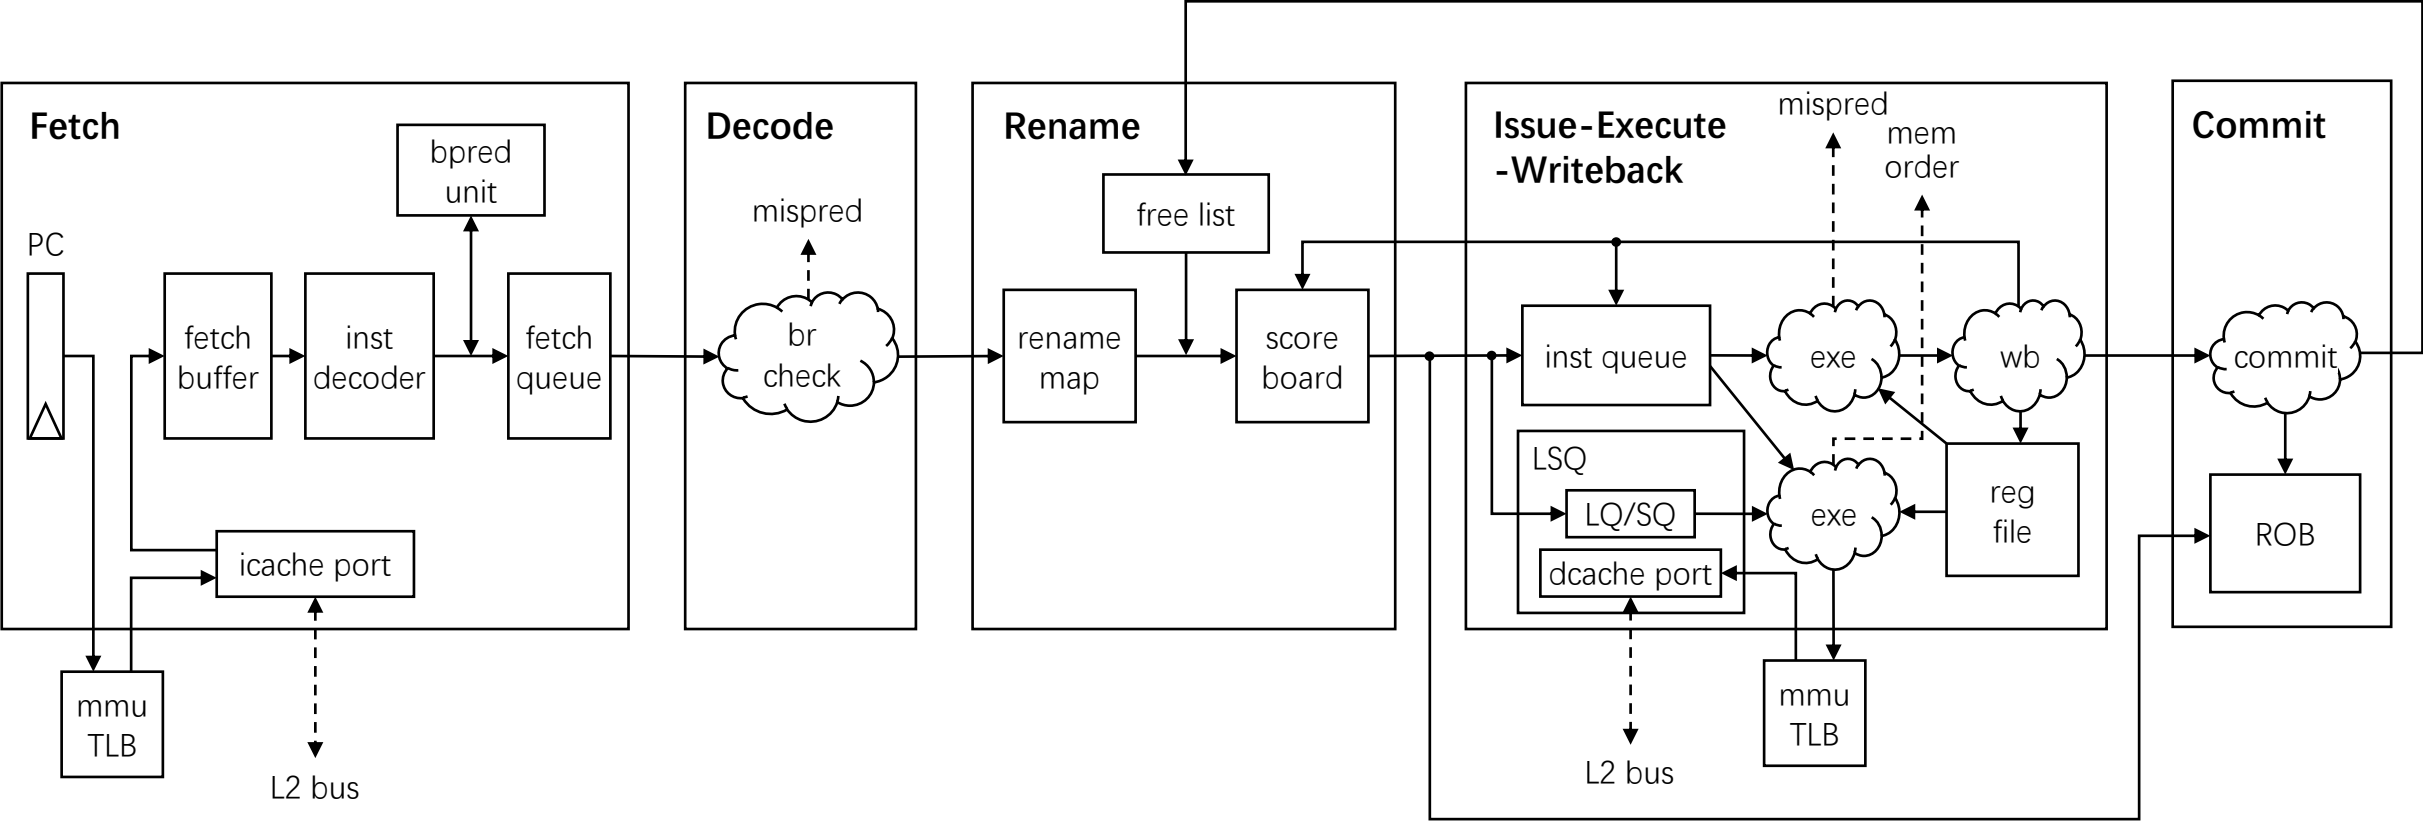 Fetch
bpred
unit
PC
fetch
buffer
inst
decoder
fetch
queue
icache port
mmu
TLB
L2 bus
Decode
mispred
br
check
Rename
free list
rename
map
score
board
Issue-Execute
-Writeback
mispred
mem
order
inst queue
exe
wb
LSQ
LQ/SQ
exe
reg
file
dcache port
mmu
TLB
L2 bus
Commit
commit
ROB